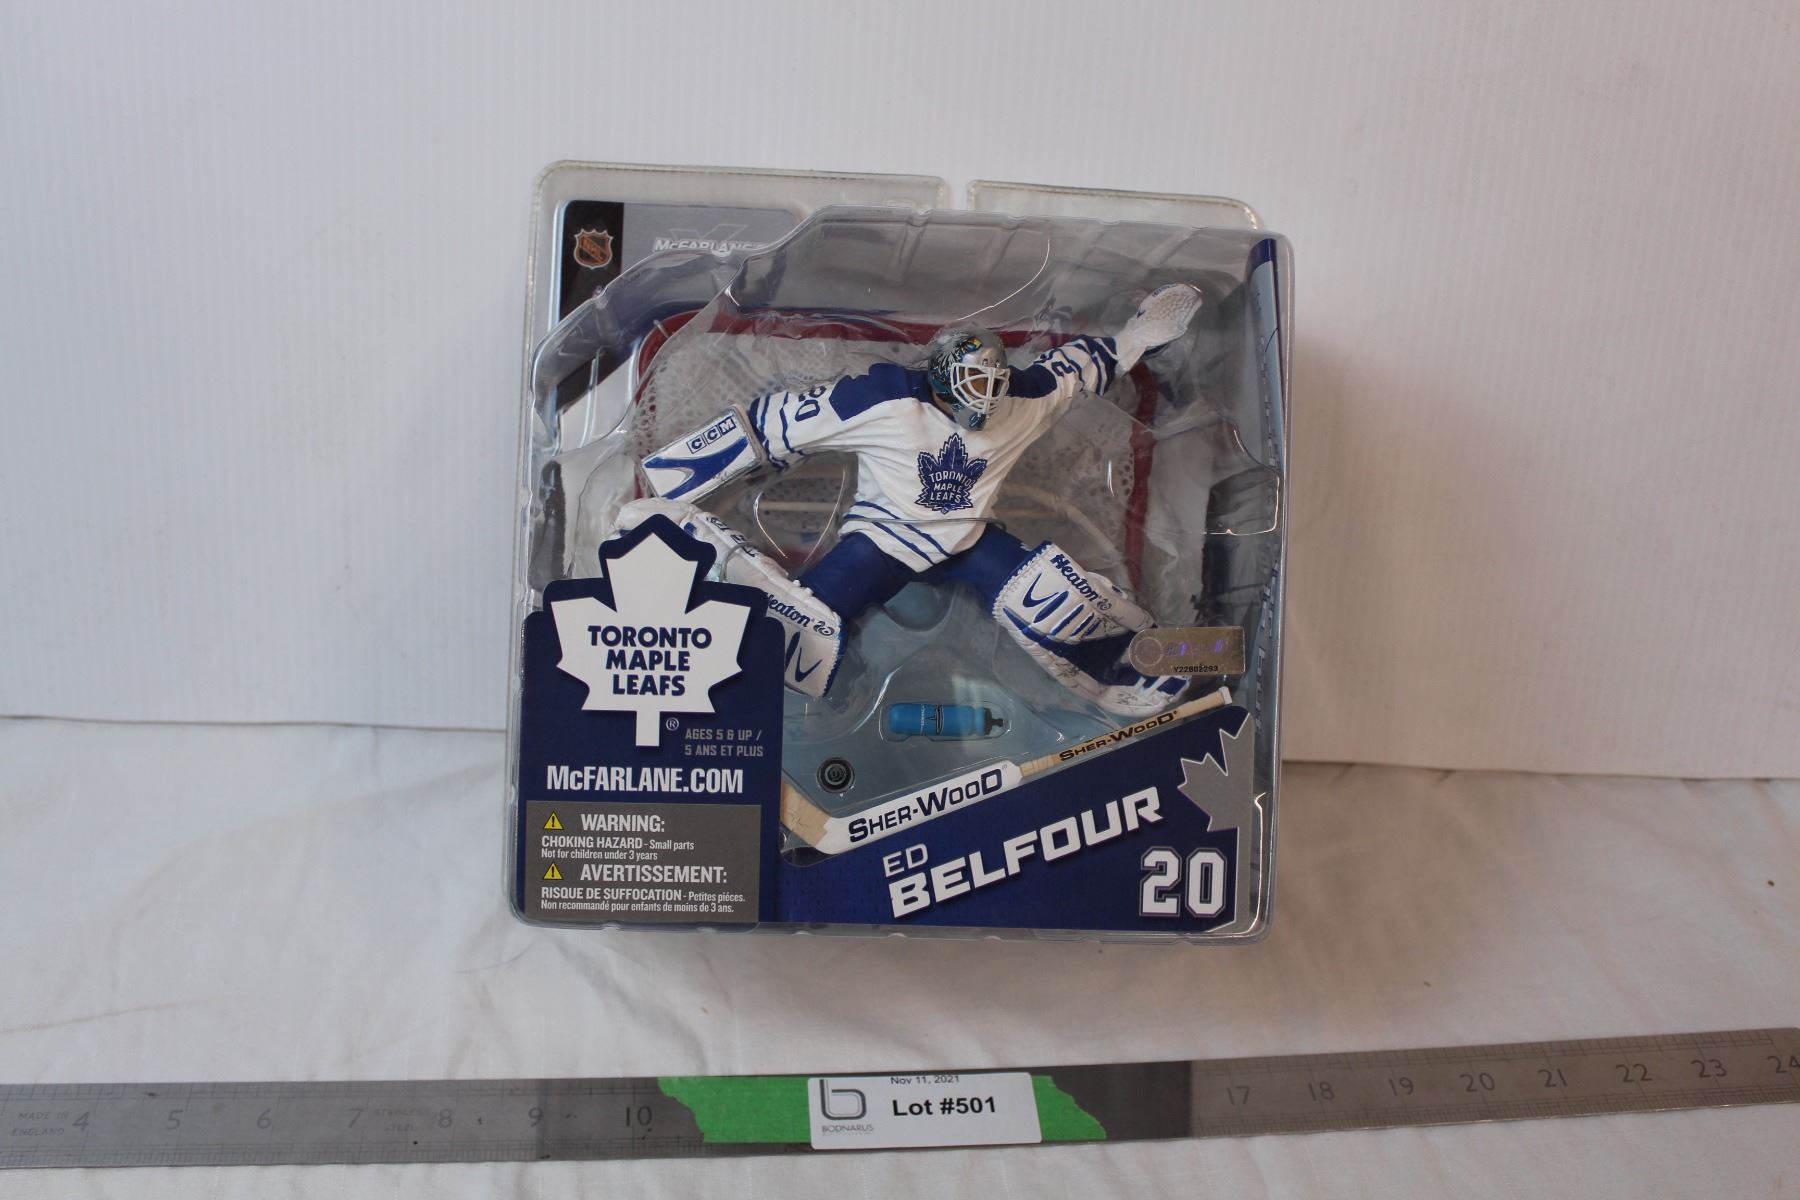 NHL
McFARLANE'S
CCM
20
TORONTO
MAPLE
LEAFS
Heaton
Heaton
Y22802293
TORONTO
MAPLE
LEAFS
®
AGES 5 & UP /
5 ANS ET PLUS
McFARLANE.COM
WARNING:
CHOKING HAZARD - Small parts
Not for children under 3 years
AVERTISSEMENT:
RISQUE DE SUFFOCATION - Petites pièces.
Non recommandé pour enfants de moins de 3 ans.
SHER-WOOD
SHER-WOOD
ED
BELFOUR
20
MADE IN
ENGLAND
STAINLESS
STEEL
4 5 6 7 8 9 10 17 18 19 20 21 22 23 24
Nov 11, 2021
Lot #501
BODNARUS